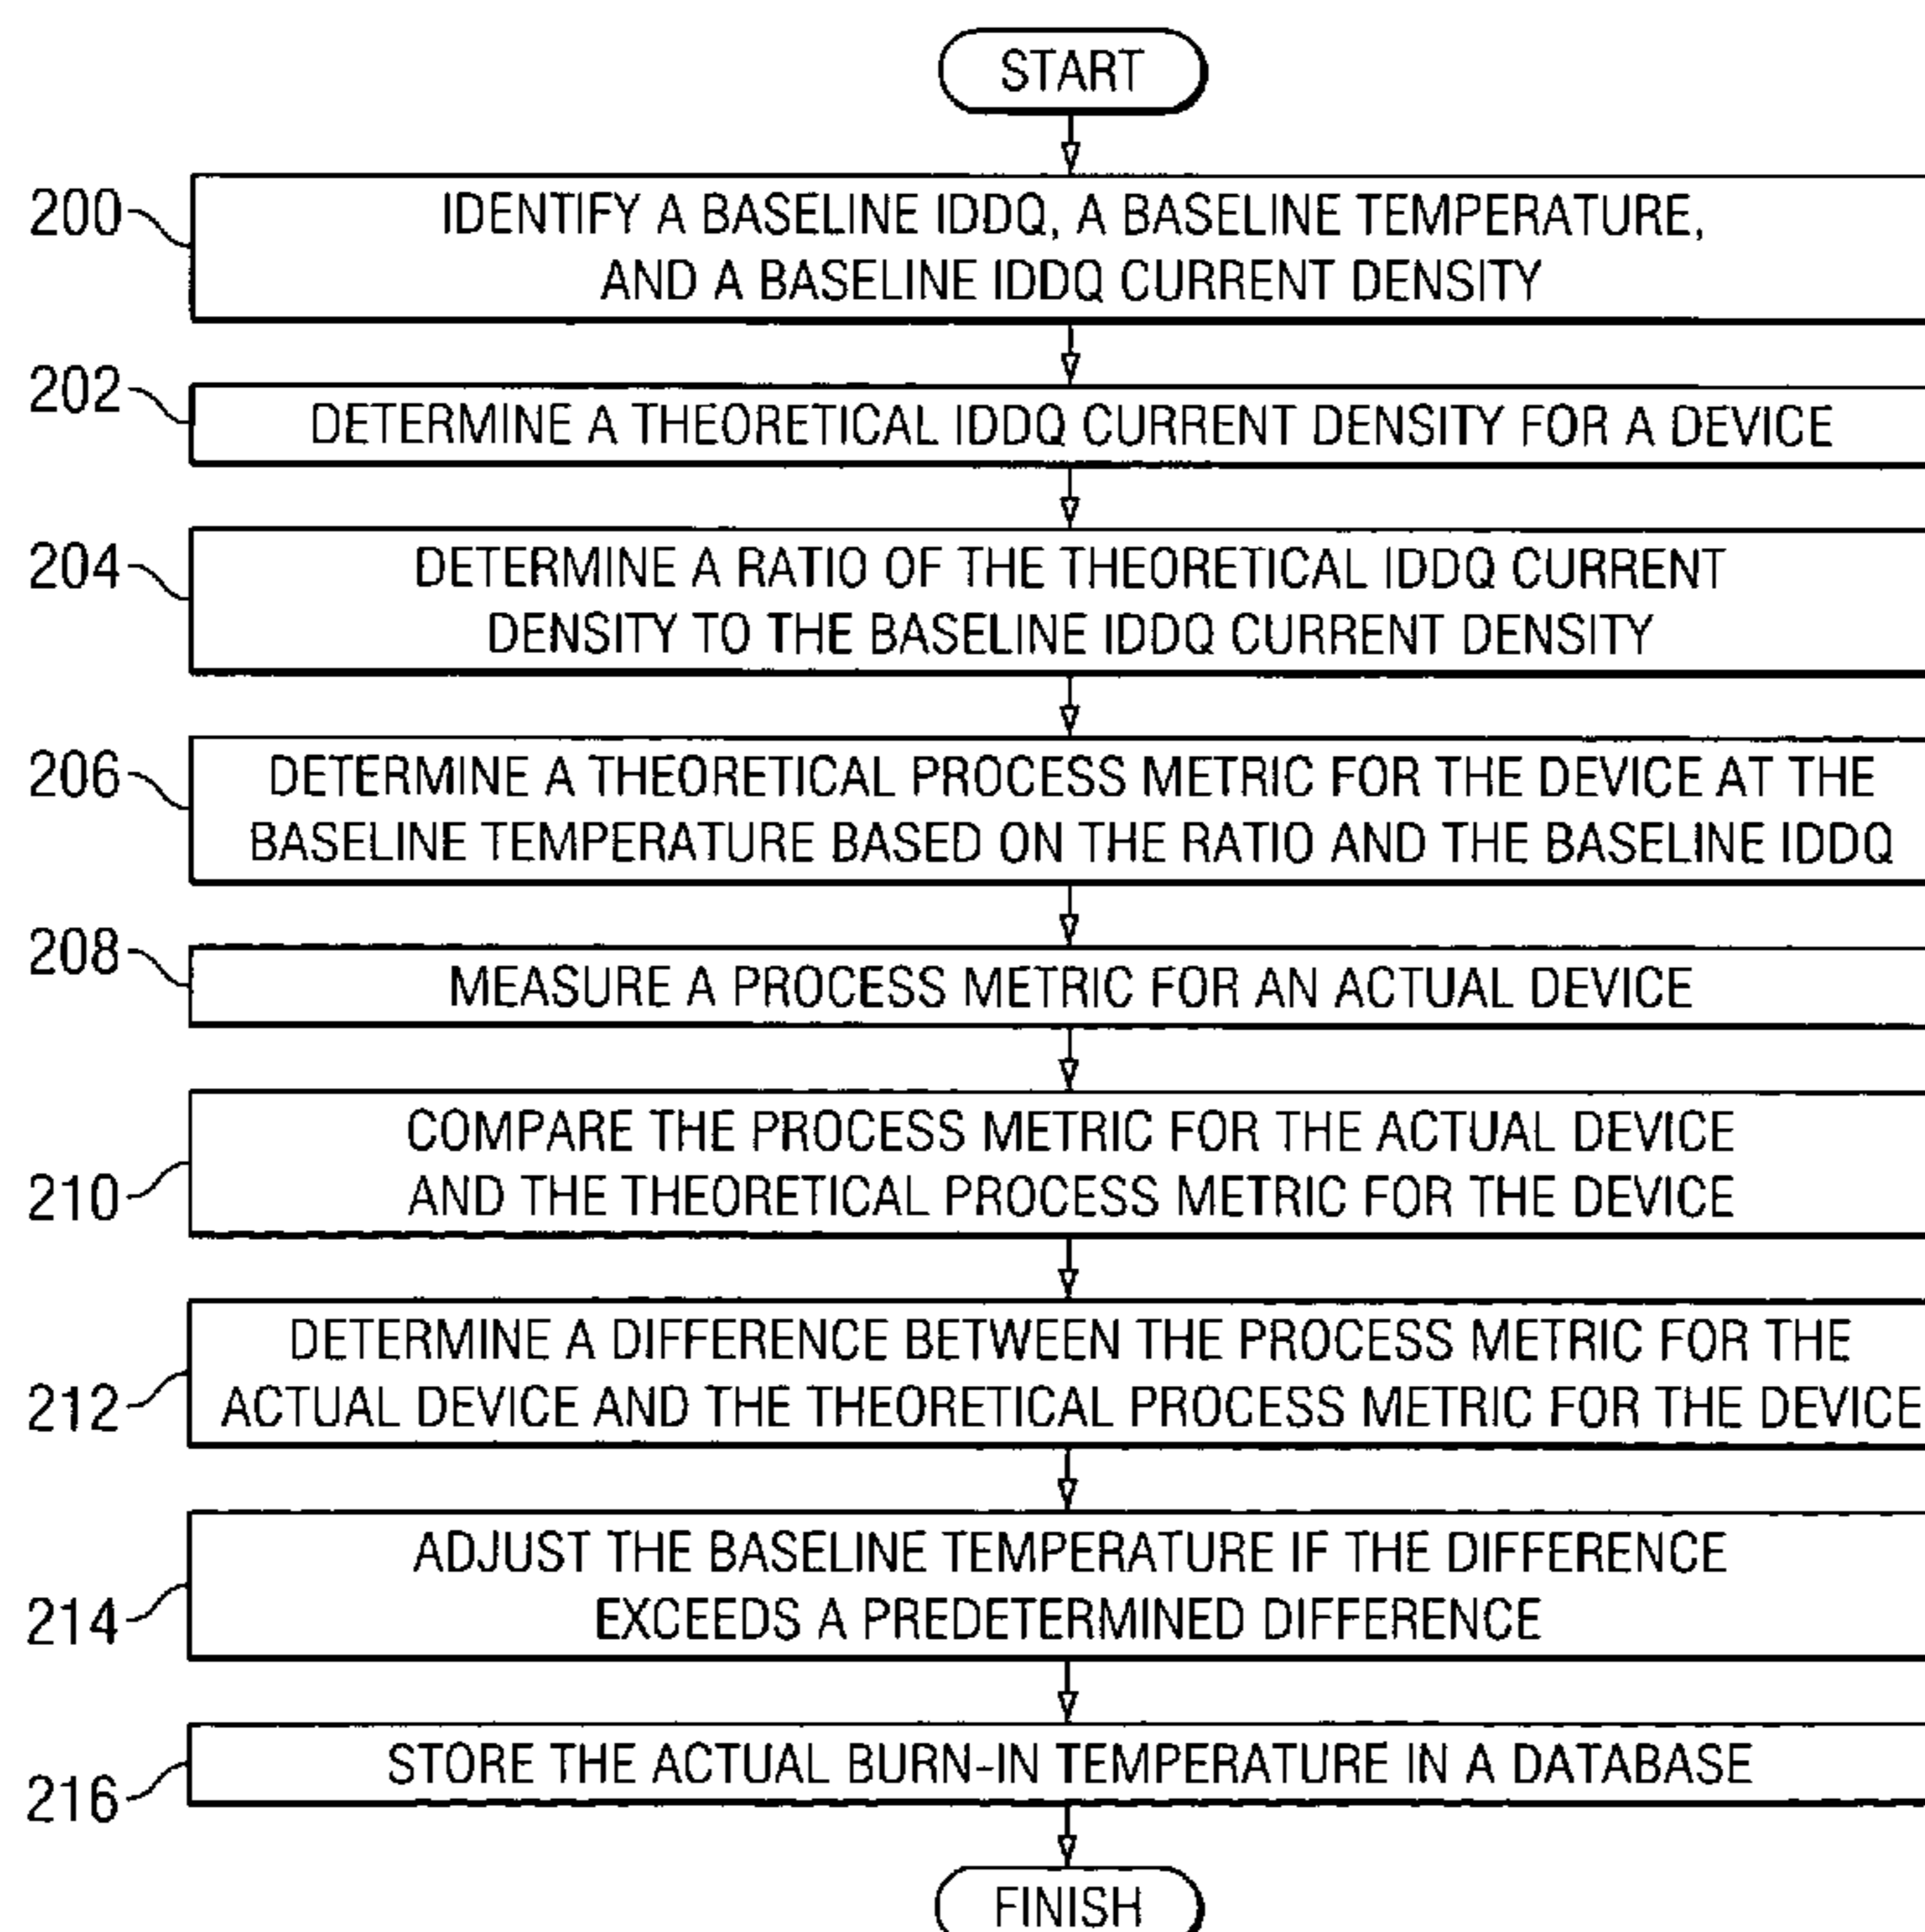 START
200
IDENTIFY A BASELINE IDDQ, A BASELINE TEMPERATURE,
AND A BASELINE IDDQ CURRENT DENSITY
202
DETERMINE A THEORETICAL IDDQ CURRENT DENSITY FOR A DEVICE
204
DETERMINE A RATIO OF THE THEORETICAL IDDQ CURRENT
DENSITY TO THE BASELINE IDDQ CURRENT DENSITY
206
DETERMINE A THEORETICAL PROCESS METRIC FOR THE DEVICE AT THE
BASELINE TEMPERATURE BASED ON THE RATIO AND THE BASELINE IDDQ
208
MEASURE A PROCESS METRIC FOR AN ACTUAL DEVICE
210
COMPARE THE PROCESS METRIC FOR THE ACTUAL DEVICE
AND THE THEORETICAL PROCESS METRIC FOR THE DEVICE
212
DETERMINE A DIFFERENCE BETWEEN THE PROCESS METRIC FOR THE
ACTUAL DEVICE AND THE THEORETICAL PROCESS METRIC FOR THE DEVICE
214
ADJUST THE BASELINE TEMPERATURE IF THE DIFFERENCE
EXCEEDS A PREDETERMINED DIFFERENCE
216
STORE THE ACTUAL BURN-IN TEMPERATURE IN A DATABASE
FINISH